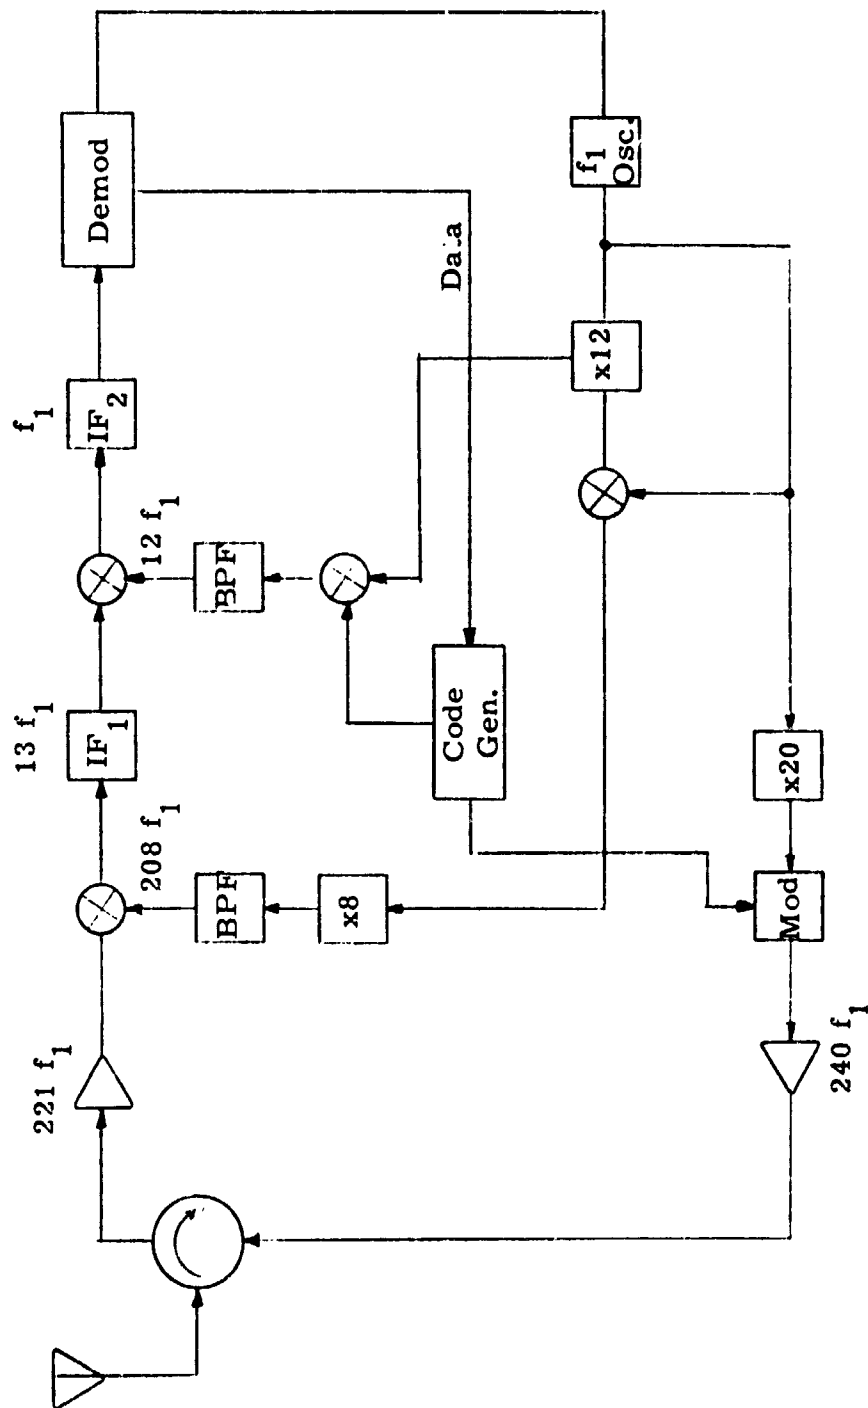 221 f1
208 f1
13 f1
IF1
12 f1
f1
IF2
Demod
BPF
BPF
x8
Code
Gen.
Data
x12
f1
Osc.
x20
Mod
240 f1